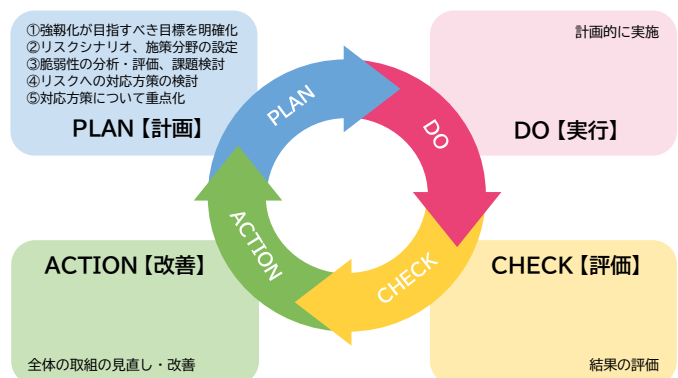 ①強靱化が目指すべき目標を明確化
②リスクシナリオ、施策分野の設定
③脆弱性の分析・評価、課題検討
④リスクへの対応方策の検討
⑤対応方策について重点化
PLAN【計画】
計画的に実施
DO【実行】
PLAN
DO
ACTION
CHECK
ACTION【改善】
全体の取組の見直し・改善
CHECK【評価】
結果の評価